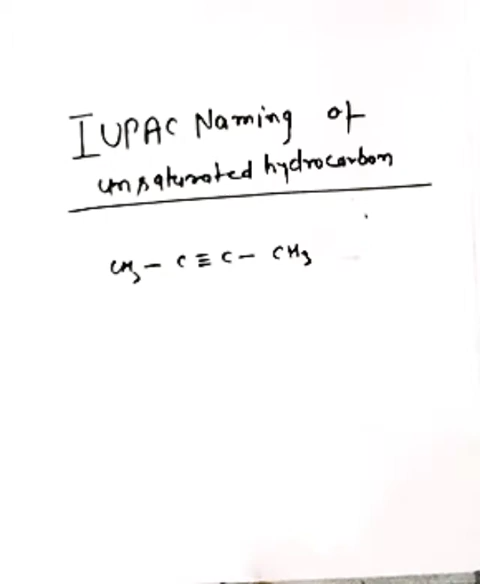 IUPAC Naming of
unsaturated hydrocarbon
CH₃ – C ≡ C – CH₃